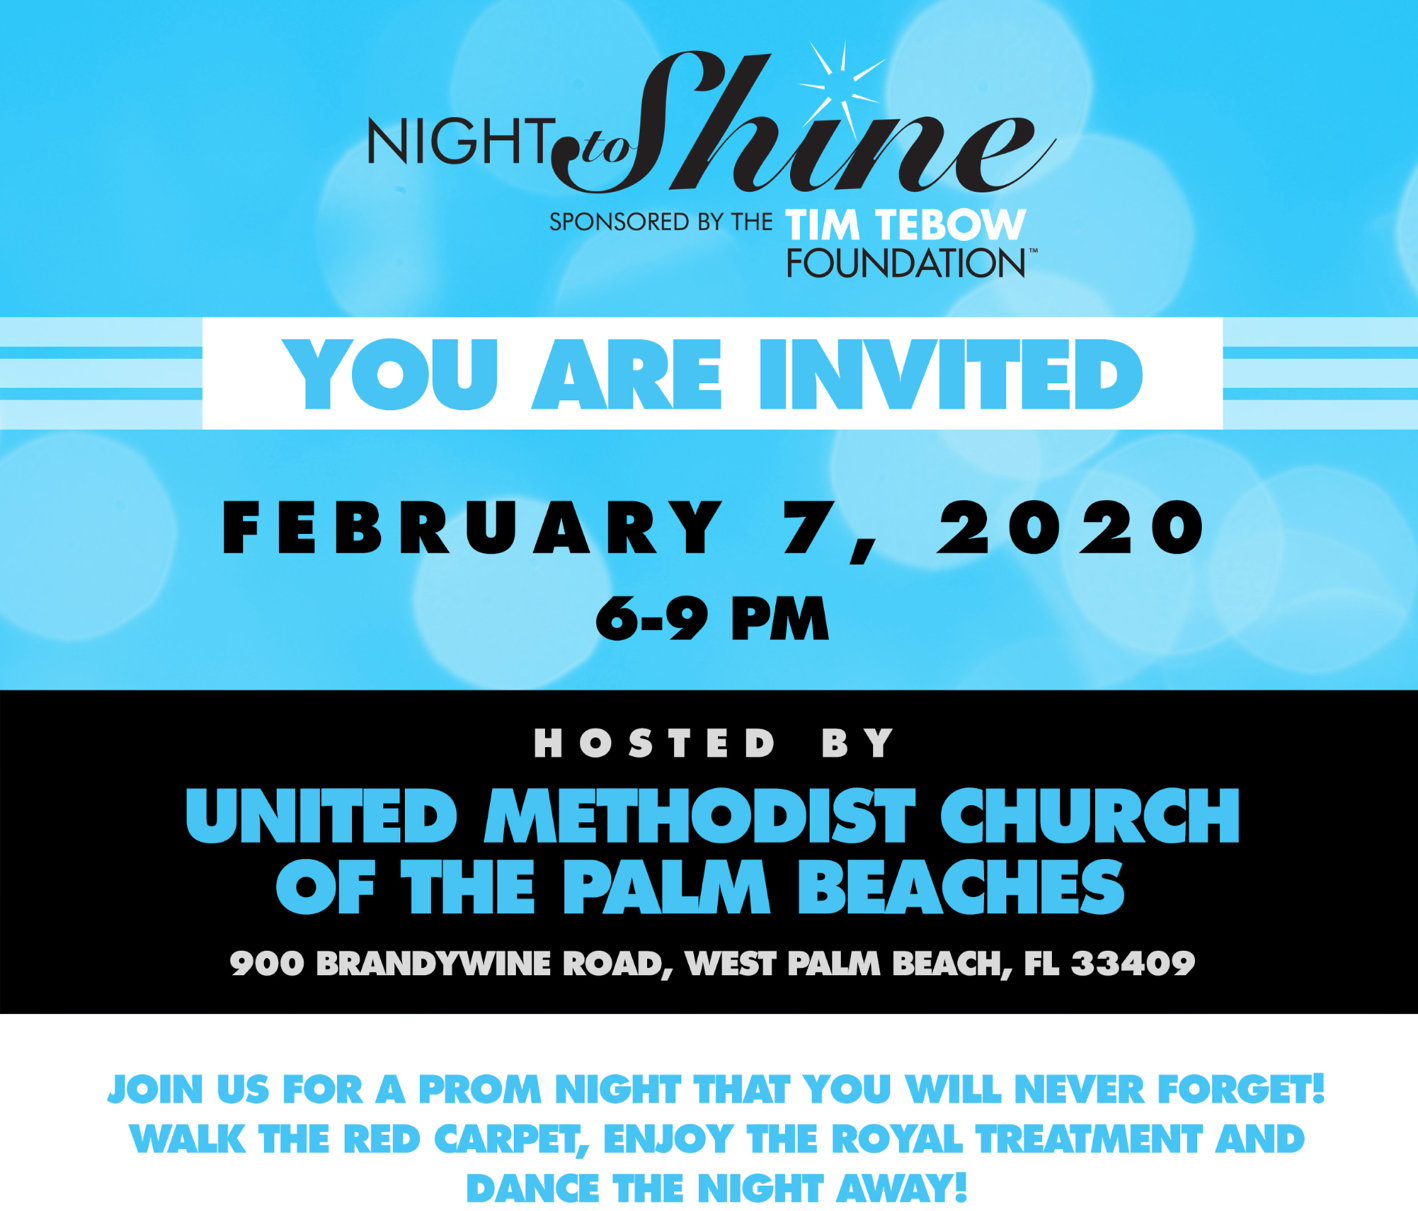 NIGHT to Shine
SPONSORED BY THE TIM TEBOW
FOUNDATION™
YOU ARE INVITED
FEBRUARY 7, 2020
6-9 PM
HOSTED BY
UNITED METHODIST CHURCH
OF THE PALM BEACHES
900 BRANDYWINE ROAD, WEST PALM BEACH, FL 33409
JOIN US FOR A PROM NIGHT THAT YOU WILL NEVER FORGET!
WALK THE RED CARPET, ENJOY THE ROYAL TREATMENT AND
DANCE THE NIGHT AWAY!